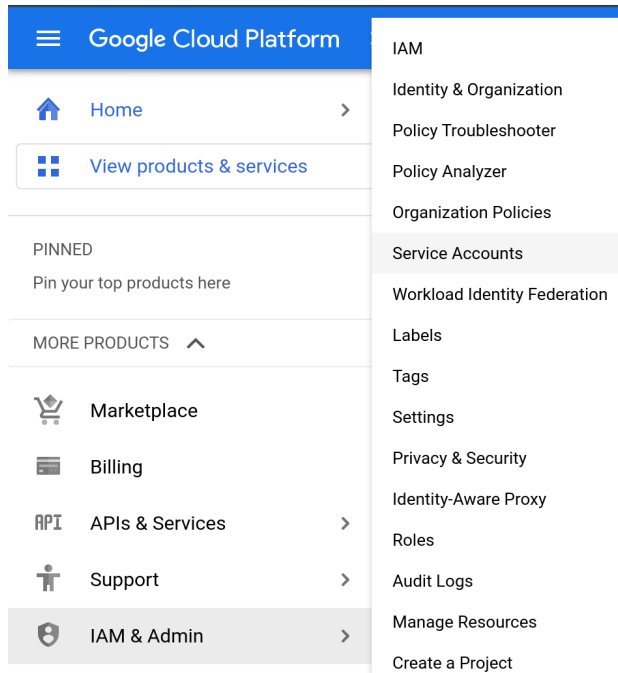 Google Cloud Platform
Home
View products & services
PINNED
Pin your top products here
MORE PRODUCTS
Marketplace
Billing
API APIs & Services
Support
IAM & Admin
IAM
Identity & Organization
Policy Troubleshooter
Policy Analyzer
Organization Policies
Service Accounts
Workload Identity Federation
Labels
Tags
Settings
Privacy & Security
Identity-Aware Proxy
Roles
Audit Logs
Manage Resources
Create a Project